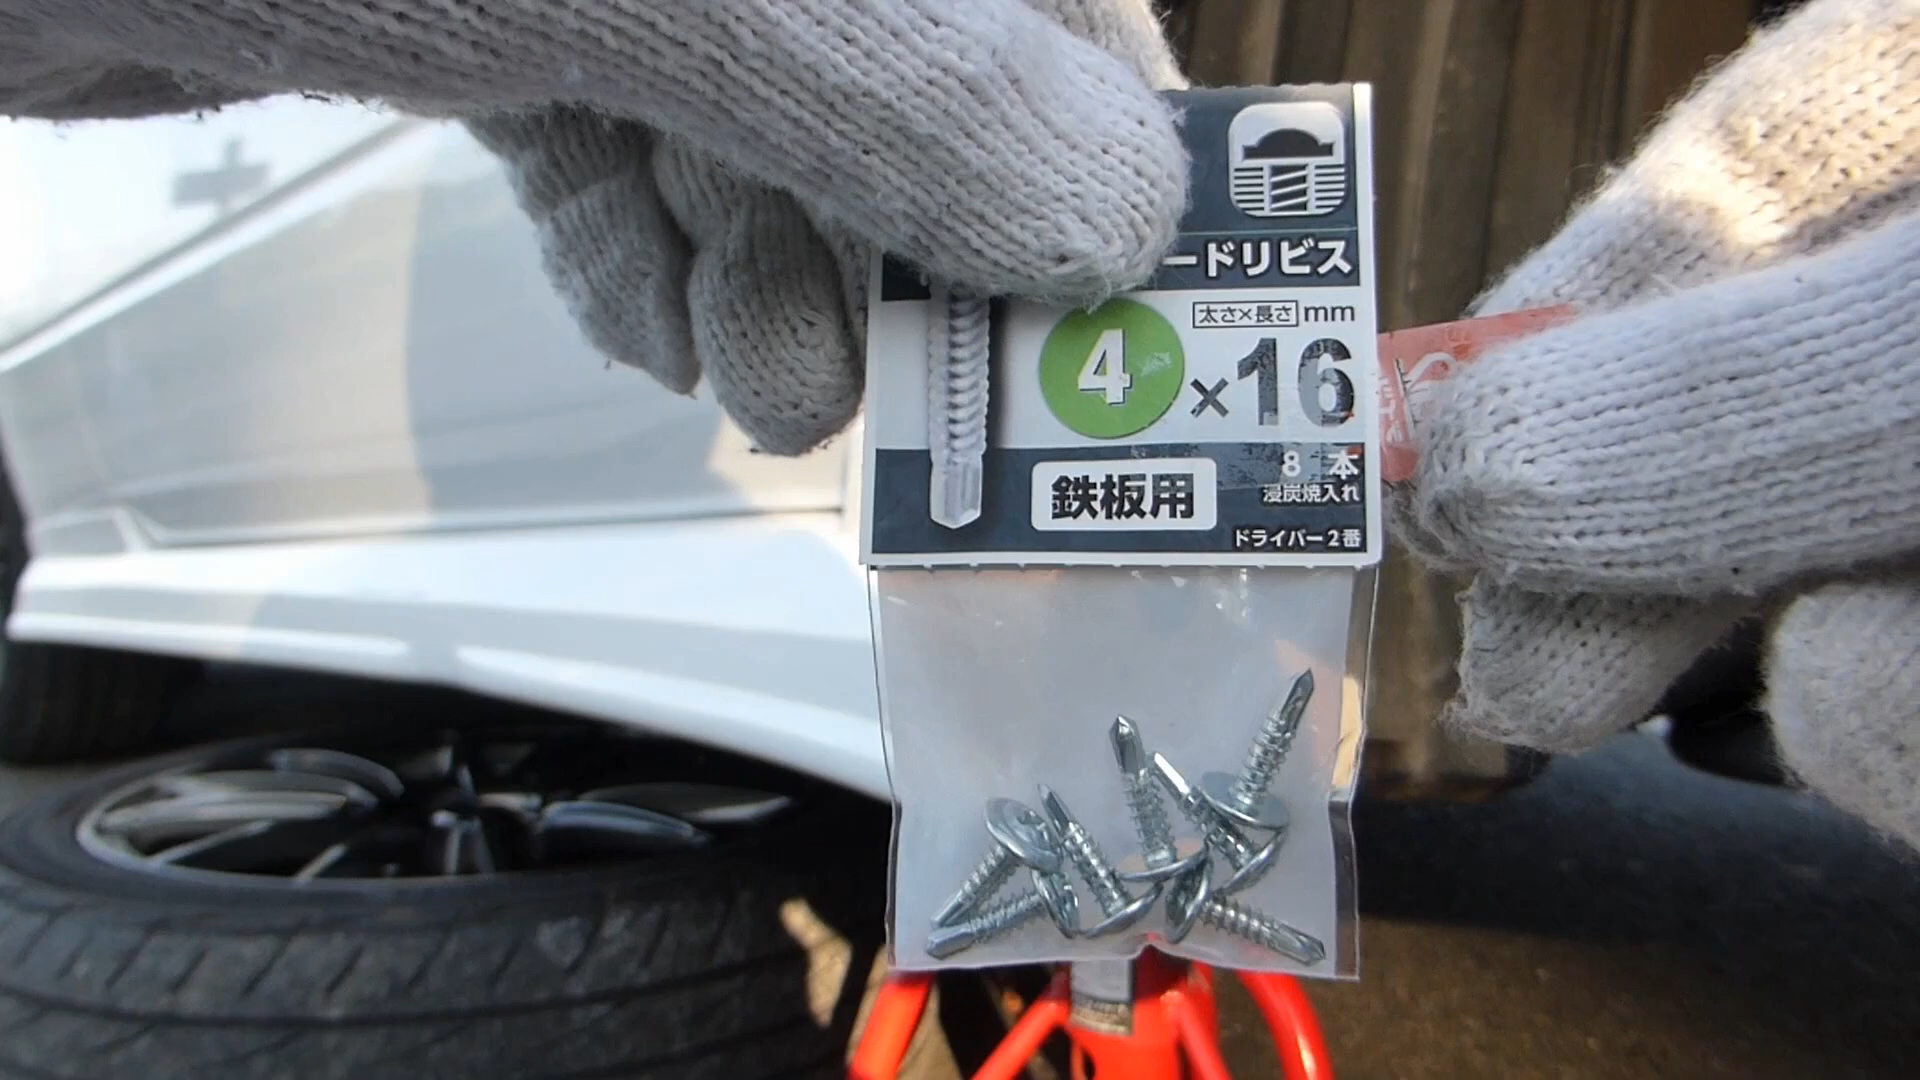 ードリビス
太さ×長さ mm
4×16
8本
浸炭焼入れ
鉄板用
ドライバー2番